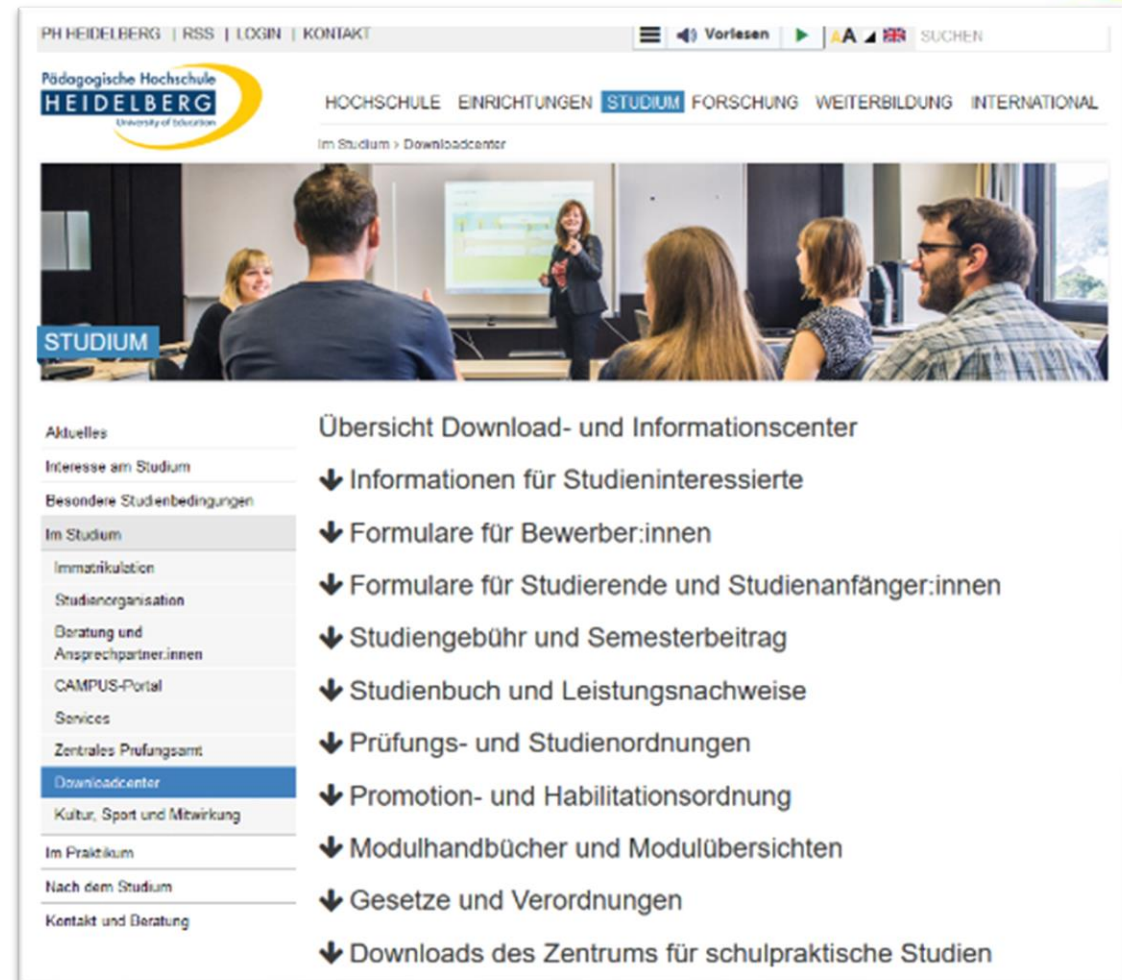 PH HEIDELBERG | RSS | LOGIN | KONTAKT
Vorlesen
AA
SUCHEN
Pädagogische Hochschule
HEIDELBERG
University of Education
HOCHSCHULE EINRICHTUNGEN STUDIUM FORSCHUNG WEITERBILDUNG INTERNATIONAL
Im Studium > Downloadcenter
STUDIUM
Aktuelles
Interesse am Studium
Besondere Studienbedingungen
Im Studium
Immatrikulation
Studienorganisation
Beratung und
Ansprechpartner:innen
CAMPUS-Portal
Services
Zentrales Prüfungsamt
Downloadcenter
Kultur, Sport und Mitwirkung
Im Praktikum
Nach dem Studium
Kontakt und Beratung
Übersicht Download- und Informationscenter
Informationen für Studieninteressierte
Formulare für Bewerber:innen
Formulare für Studierende und Studienanfänger:innen
Studiengebühr und Semesterbeitrag
Studienbuch und Leistungsnachweise
Prüfungs- und Studienordnungen
Promotion- und Habilitationsordnung
Modulhandbücher und Modulübersichten
Gesetze und Verordnungen
Downloads des Zentrums für schulpraktische Studien